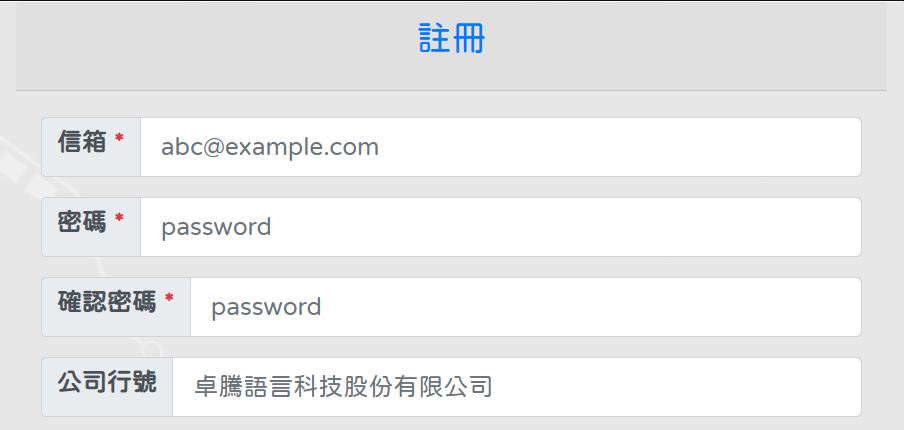 註冊
信箱 * abc@example.com
密碼 * password
確認密碼 * password
公司行號 卓騰語言科技股份有限公司